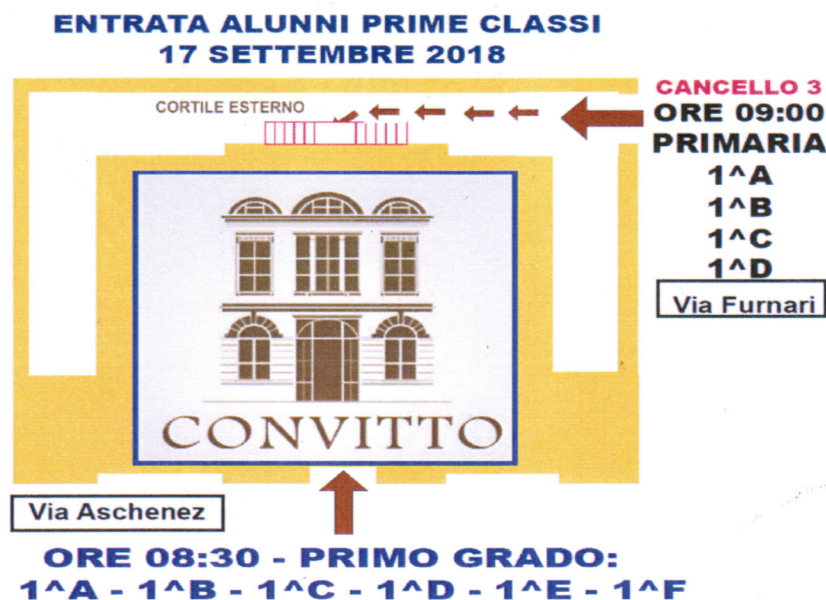 ENTRATA ALUNNI PRIME CLASSI
17 SETTEMBRE 2018
CORTILE ESTERNO
CANCELLO 3
ORE 09:00
PRIMARIA
1^A
1^B
1^C
1^D
Via Furnari
CONVITTO
Via Aschenez
ORE 08:30 - PRIMO GRADO:
1^A - 1^B - 1^C - 1^D - 1^E - 1^F